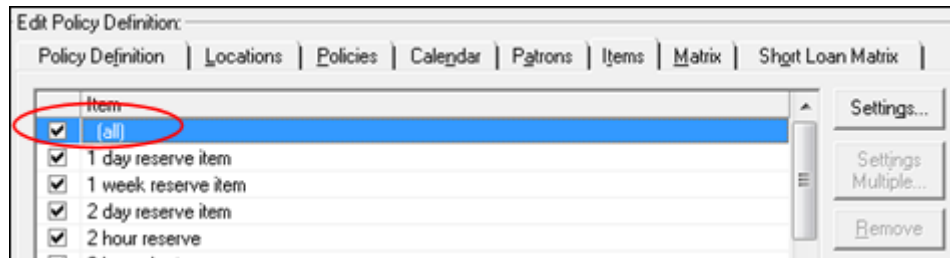 Edit Policy Definition:
Policy Definition Locations Policies Calendar Patrons Items Matrix Short Loan Matrix
Item
(all)
1 day reserve item
1 week reserve item
2 day reserve item
2 hour reserve
Settings...
Settings
Multiple...
Remove